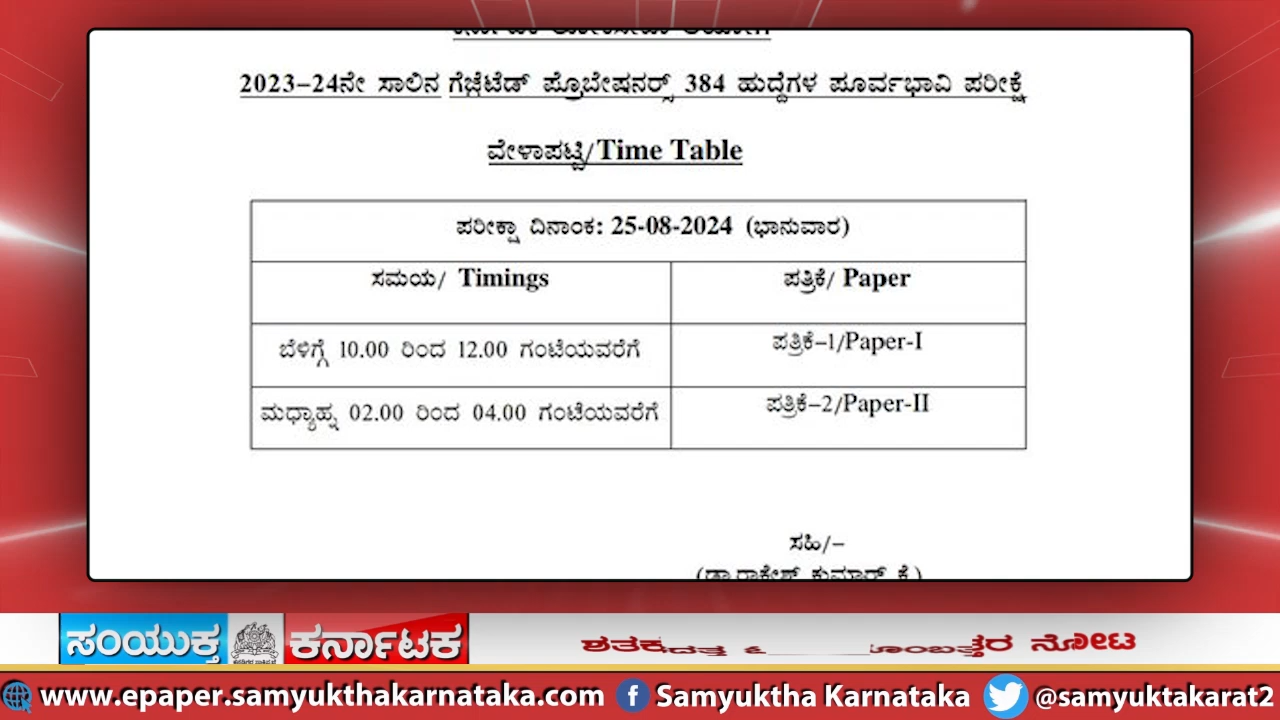 2023–24ನೇ ಸಾಲಿನ ಗೆಜೆಟೆಡ್ ಪ್ರೊಬೇಷನರ್ಸ್ 384 ಹುದ್ದೆಗಳ ಪೂರ್ವಭಾವಿ ಪರೀಕ್ಷೆ
ವೇಳಾಪಟ್ಟಿ/Time Table
ಪರೀಕ್ಷಾ ದಿನಾಂಕ: 25-08-2024 (ಭಾನುವಾರ)
ಸಮಯ/ Timings ಪತ್ರಿಕೆ/ Paper
ಬೆಳಿಗ್ಗೆ 10.00 ರಿಂದ 12.00 ಗಂಟೆಯವರೆಗೆ ಪತ್ರಿಕೆ–1/Paper-I
ಮಧ್ಯಾಹ್ನ 02.00 ರಿಂದ 04.00 ಗಂಟೆಯವರೆಗೆ ಪತ್ರಿಕೆ–2/Paper-II
ಸಹಿ/–
(ಡಾ.ರಾಕೇಶ್ ಕುಮಾರ್ ಕೆ.)
ಸಂಯುಕ್ತ ಕರ್ನಾಟಕ ನೋಟ
www.epaper.samyukthakarnataka.com Samyuktha Karnataka @samyuktakarat2